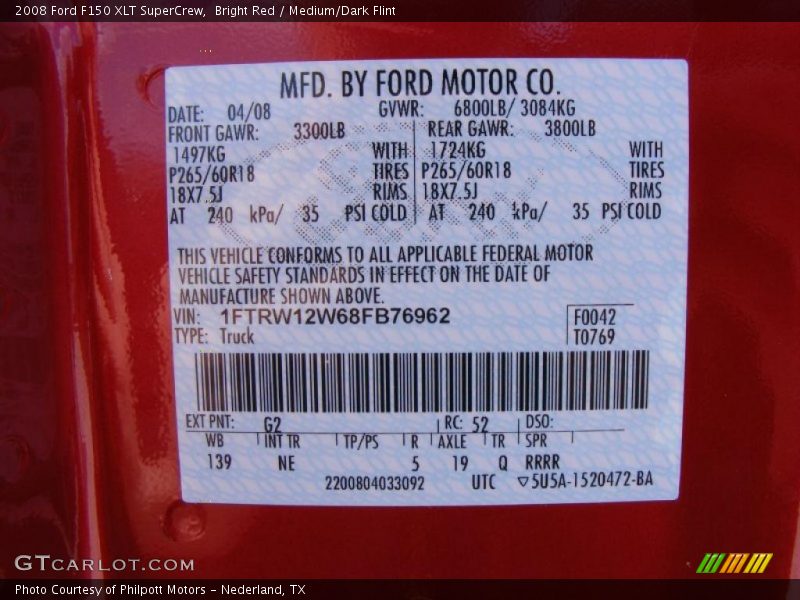 2008 Ford F150 XLT SuperCrew, Bright Red / Medium/Dark Flint
MFD. BY FORD MOTOR CO.
DATE: 04/08 GVWR: 6800LB/ 3084KG
FRONT GAWR: 3300LB REAR GAWR: 3800LB
1497KG WITH 1724KG WITH
P265/60R18 TIRES P265/60R18 TIRES
18X7.5J RIMS 18X7.5J RIMS
AT 240 kPa/ 35 PSI COLD AT 240 kPa/ 35 PSI COLD
THIS VEHICLE CONFORMS TO ALL APPLICABLE FEDERAL MOTOR
VEHICLE SAFETY STANDARDS IN EFFECT ON THE DATE OF
MANUFACTURE SHOWN ABOVE.
VIN: 1FTRW12W68FB76962 F0042
TYPE: Truck T0769
EXT PNT: G2 RC: 52 DSO:
WB INT TR TP/PS R AXLE TR SPR
139 NE 5 19 Q RRRR
2200804033092 UTC ▽5U5A-1520472-BA
GTCARLOT.COM
Photo Courtesy of Philpott Motors - Nederland, TX